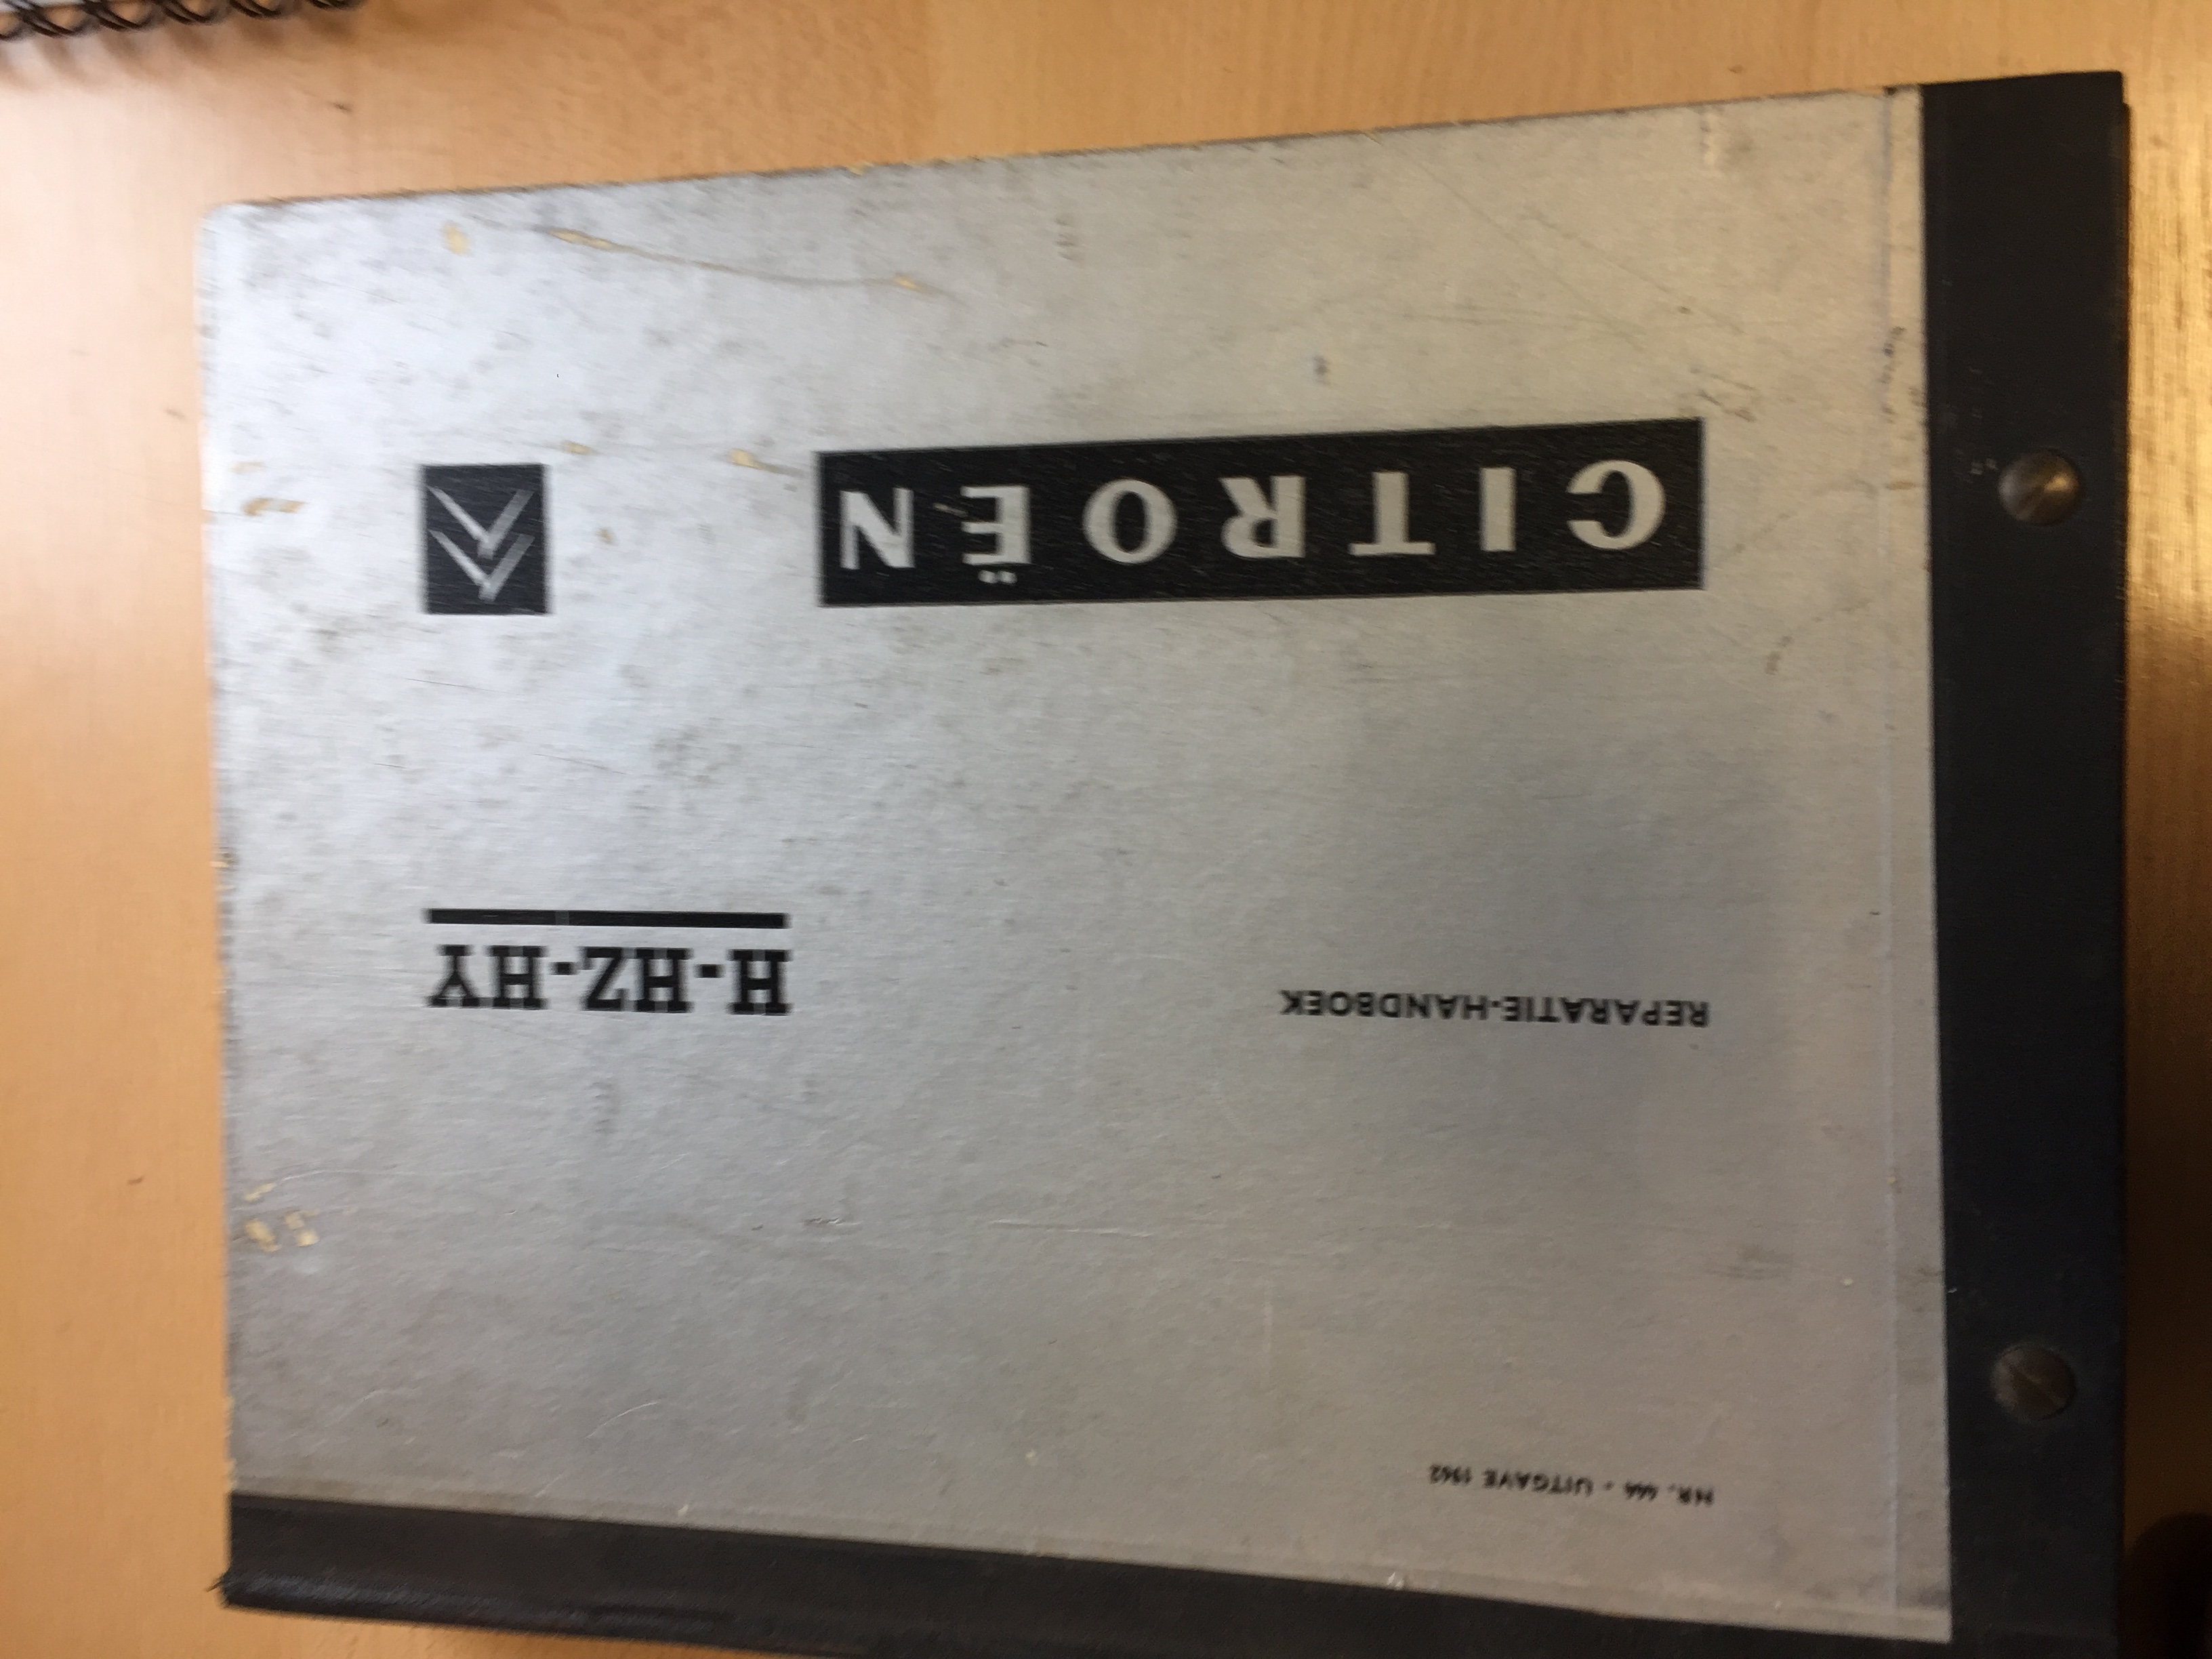 CITROËN
REPARATIE-HANDBOEK
H-HZ-HY
NR. 666 - UITGAVE 1962